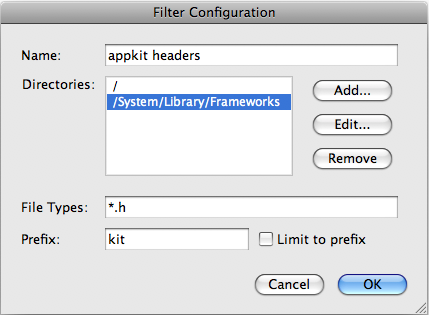 Filter Configuration
Name: appkit headers
Directories: /
/System/Library/Frameworks
Add...
Edit...
Remove
File Types: *.h
Prefix: kit Limit to prefix
Cancel OK